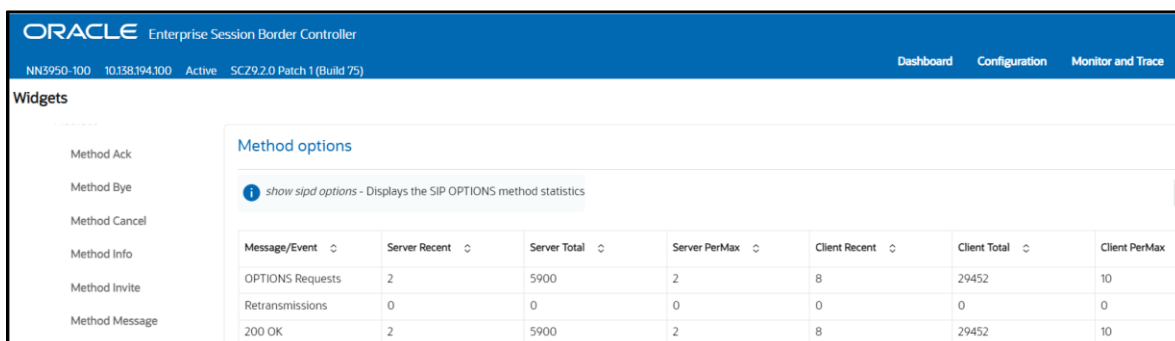 ORACLE Enterprise Session Border Controller
NN3950-100 10.138.194.100 Active SCZ9.2.0 Patch 1 (Build 75)
Dashboard Configuration Monitor and Trace
Widgets
Method Ack
Method Bye
Method Cancel
Method Info
Method Invite
Method Message
Method options
show sipd options - Displays the SIP OPTIONS method statistics
Message/Event Server Recent Server Total Server PerMax Client Recent Client Total Client PerMax
OPTIONS Requests 2 5900 2 8 29452 10
Retransmissions 0 0 0 0 0 0
200 OK 2 5900 2 8 29452 10